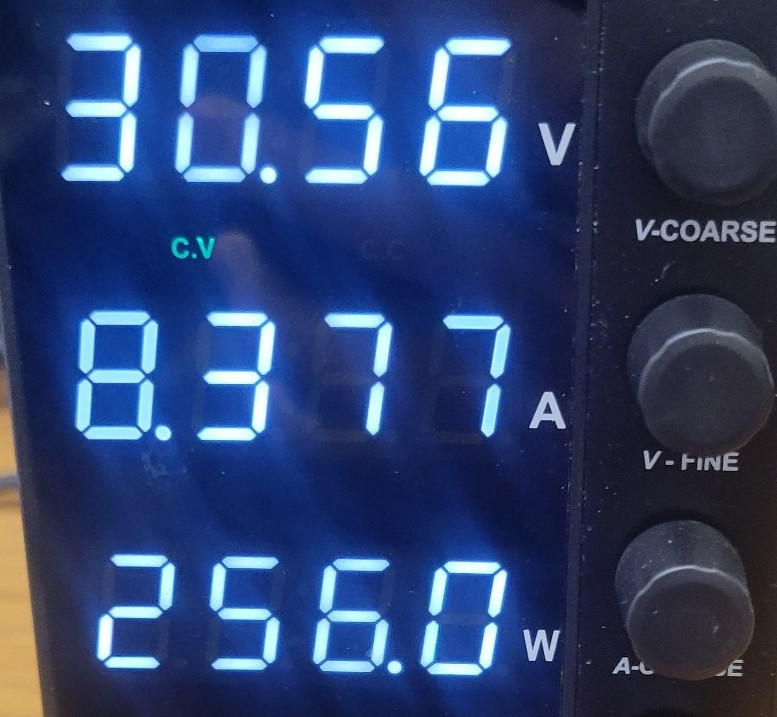 30.56 V
V-COARSE
C.V C.C
8.377 A
V - FINE
256.0 W